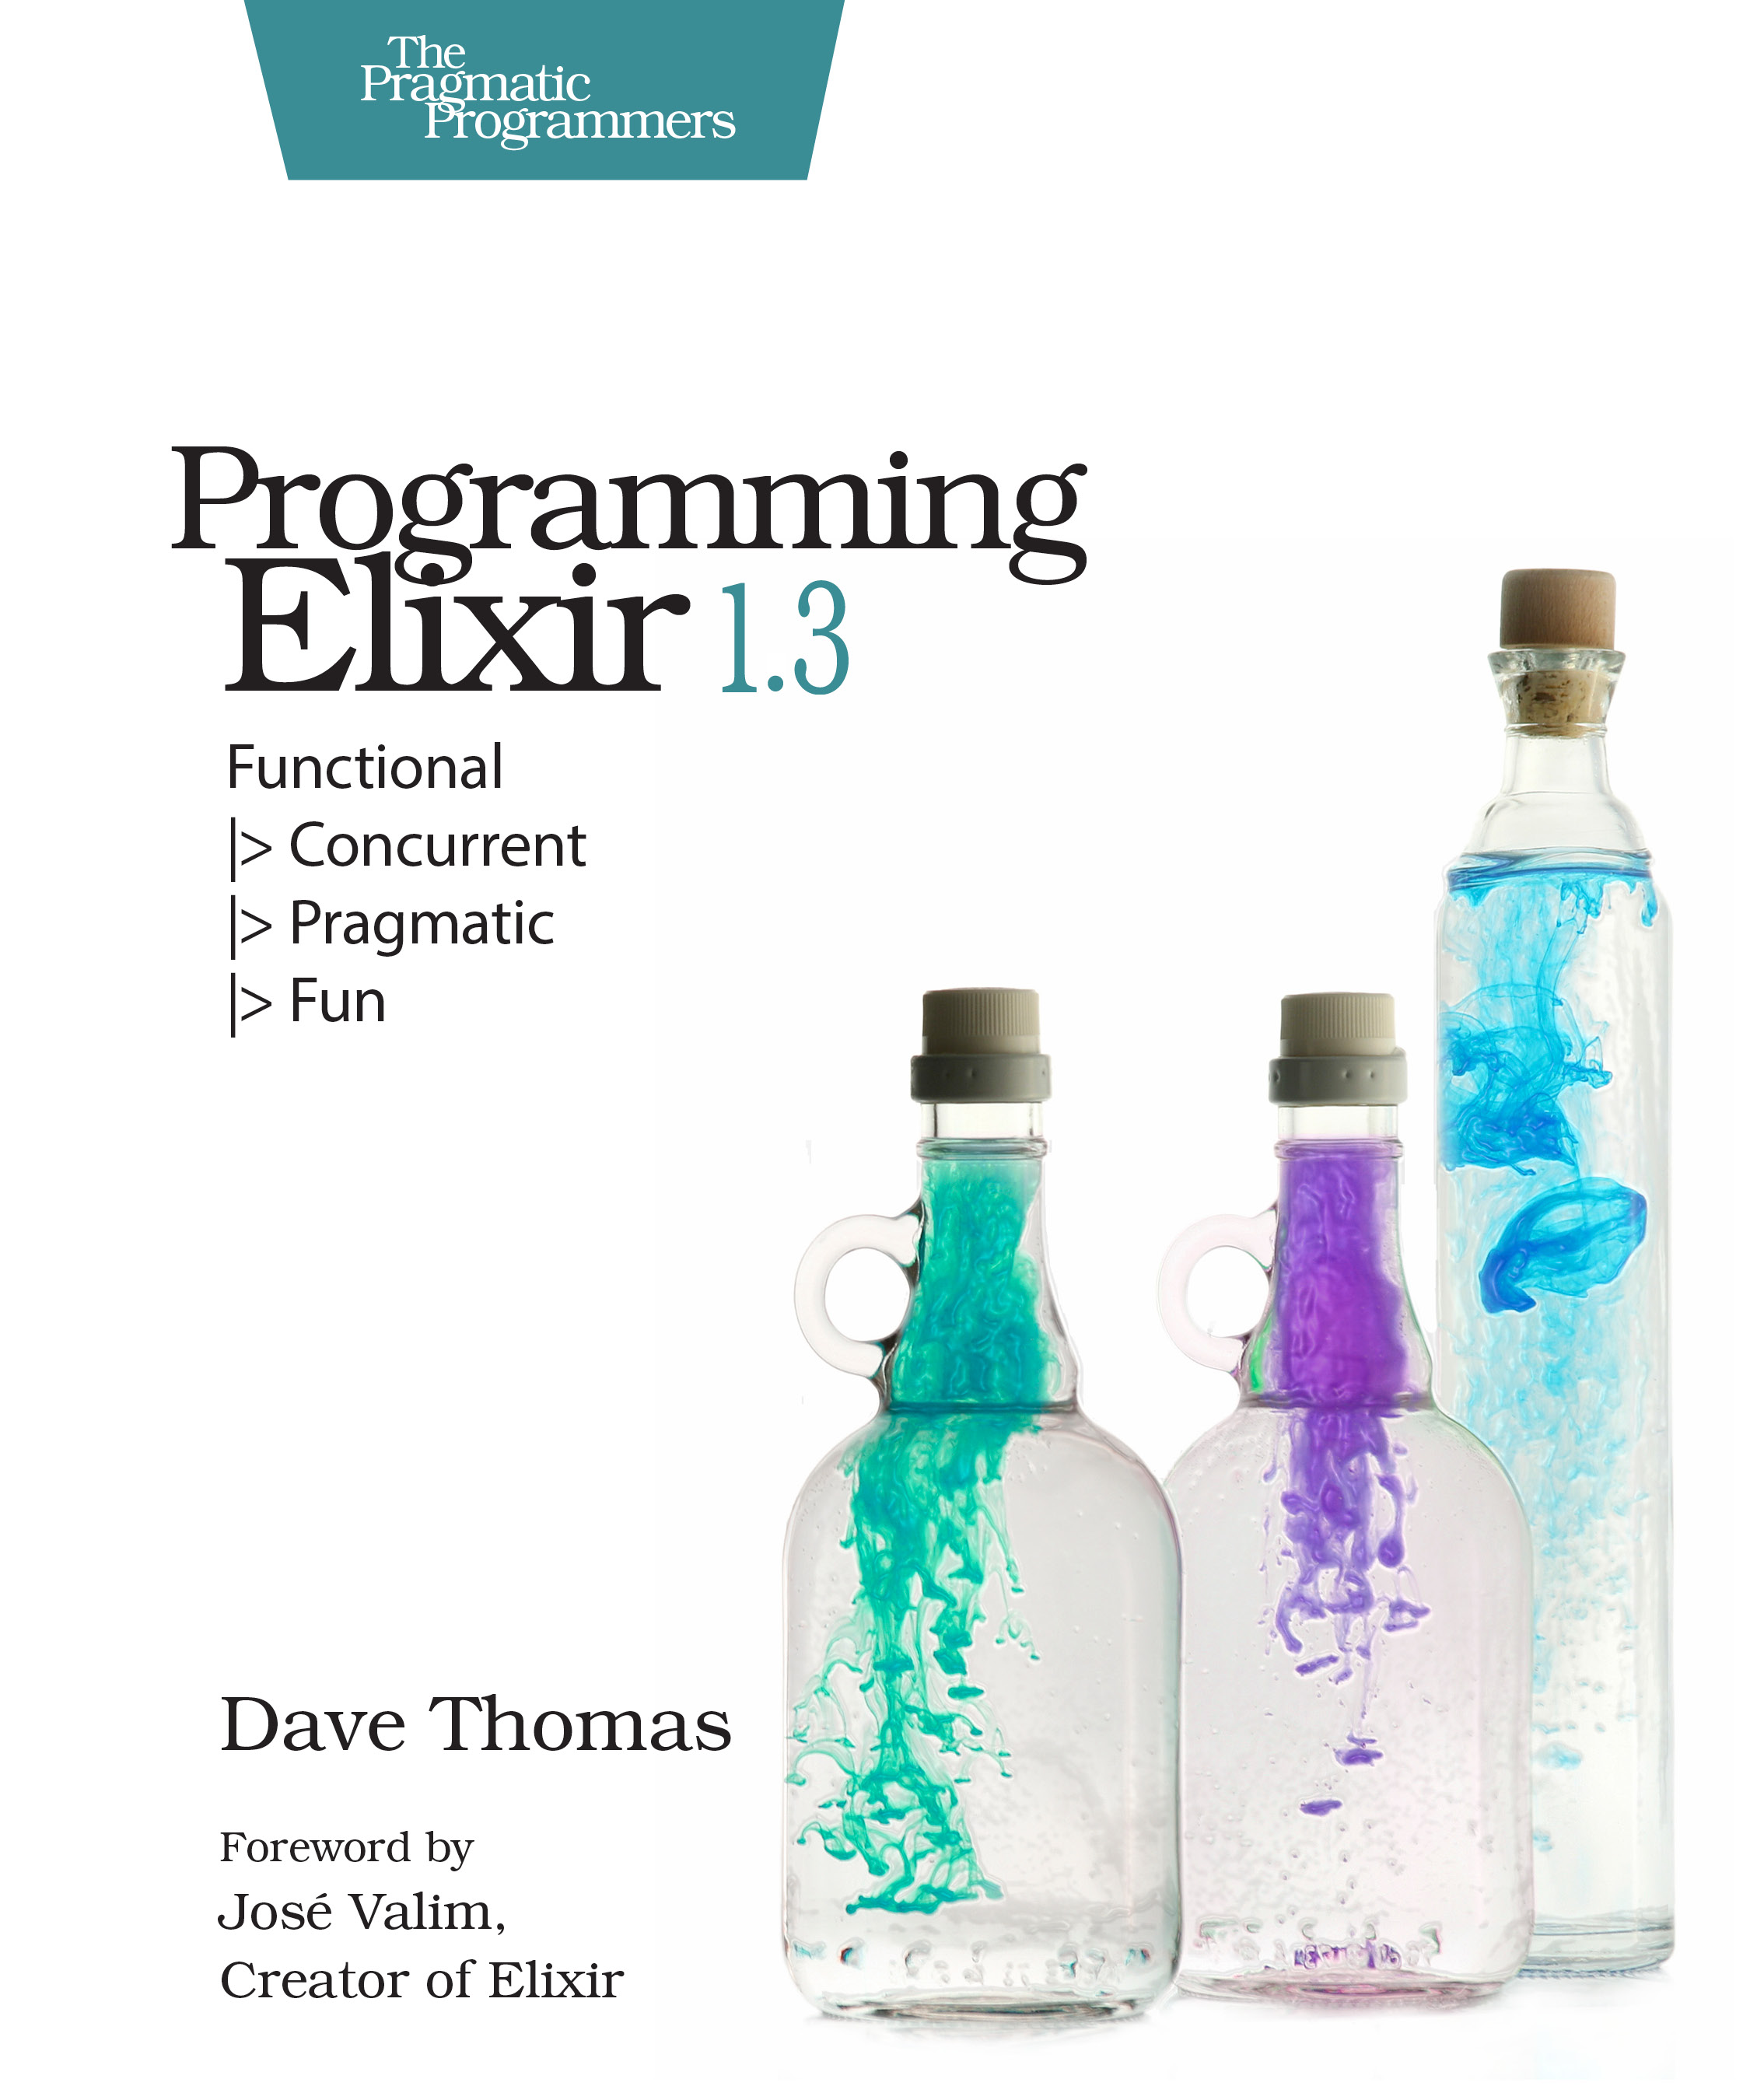 The
Pragmatic
Programmers
Programming
Elixir 1.3
Functional
|> Concurrent
|> Pragmatic
|> Fun
Dave Thomas
Foreword by
José Valim,
Creator of Elixir